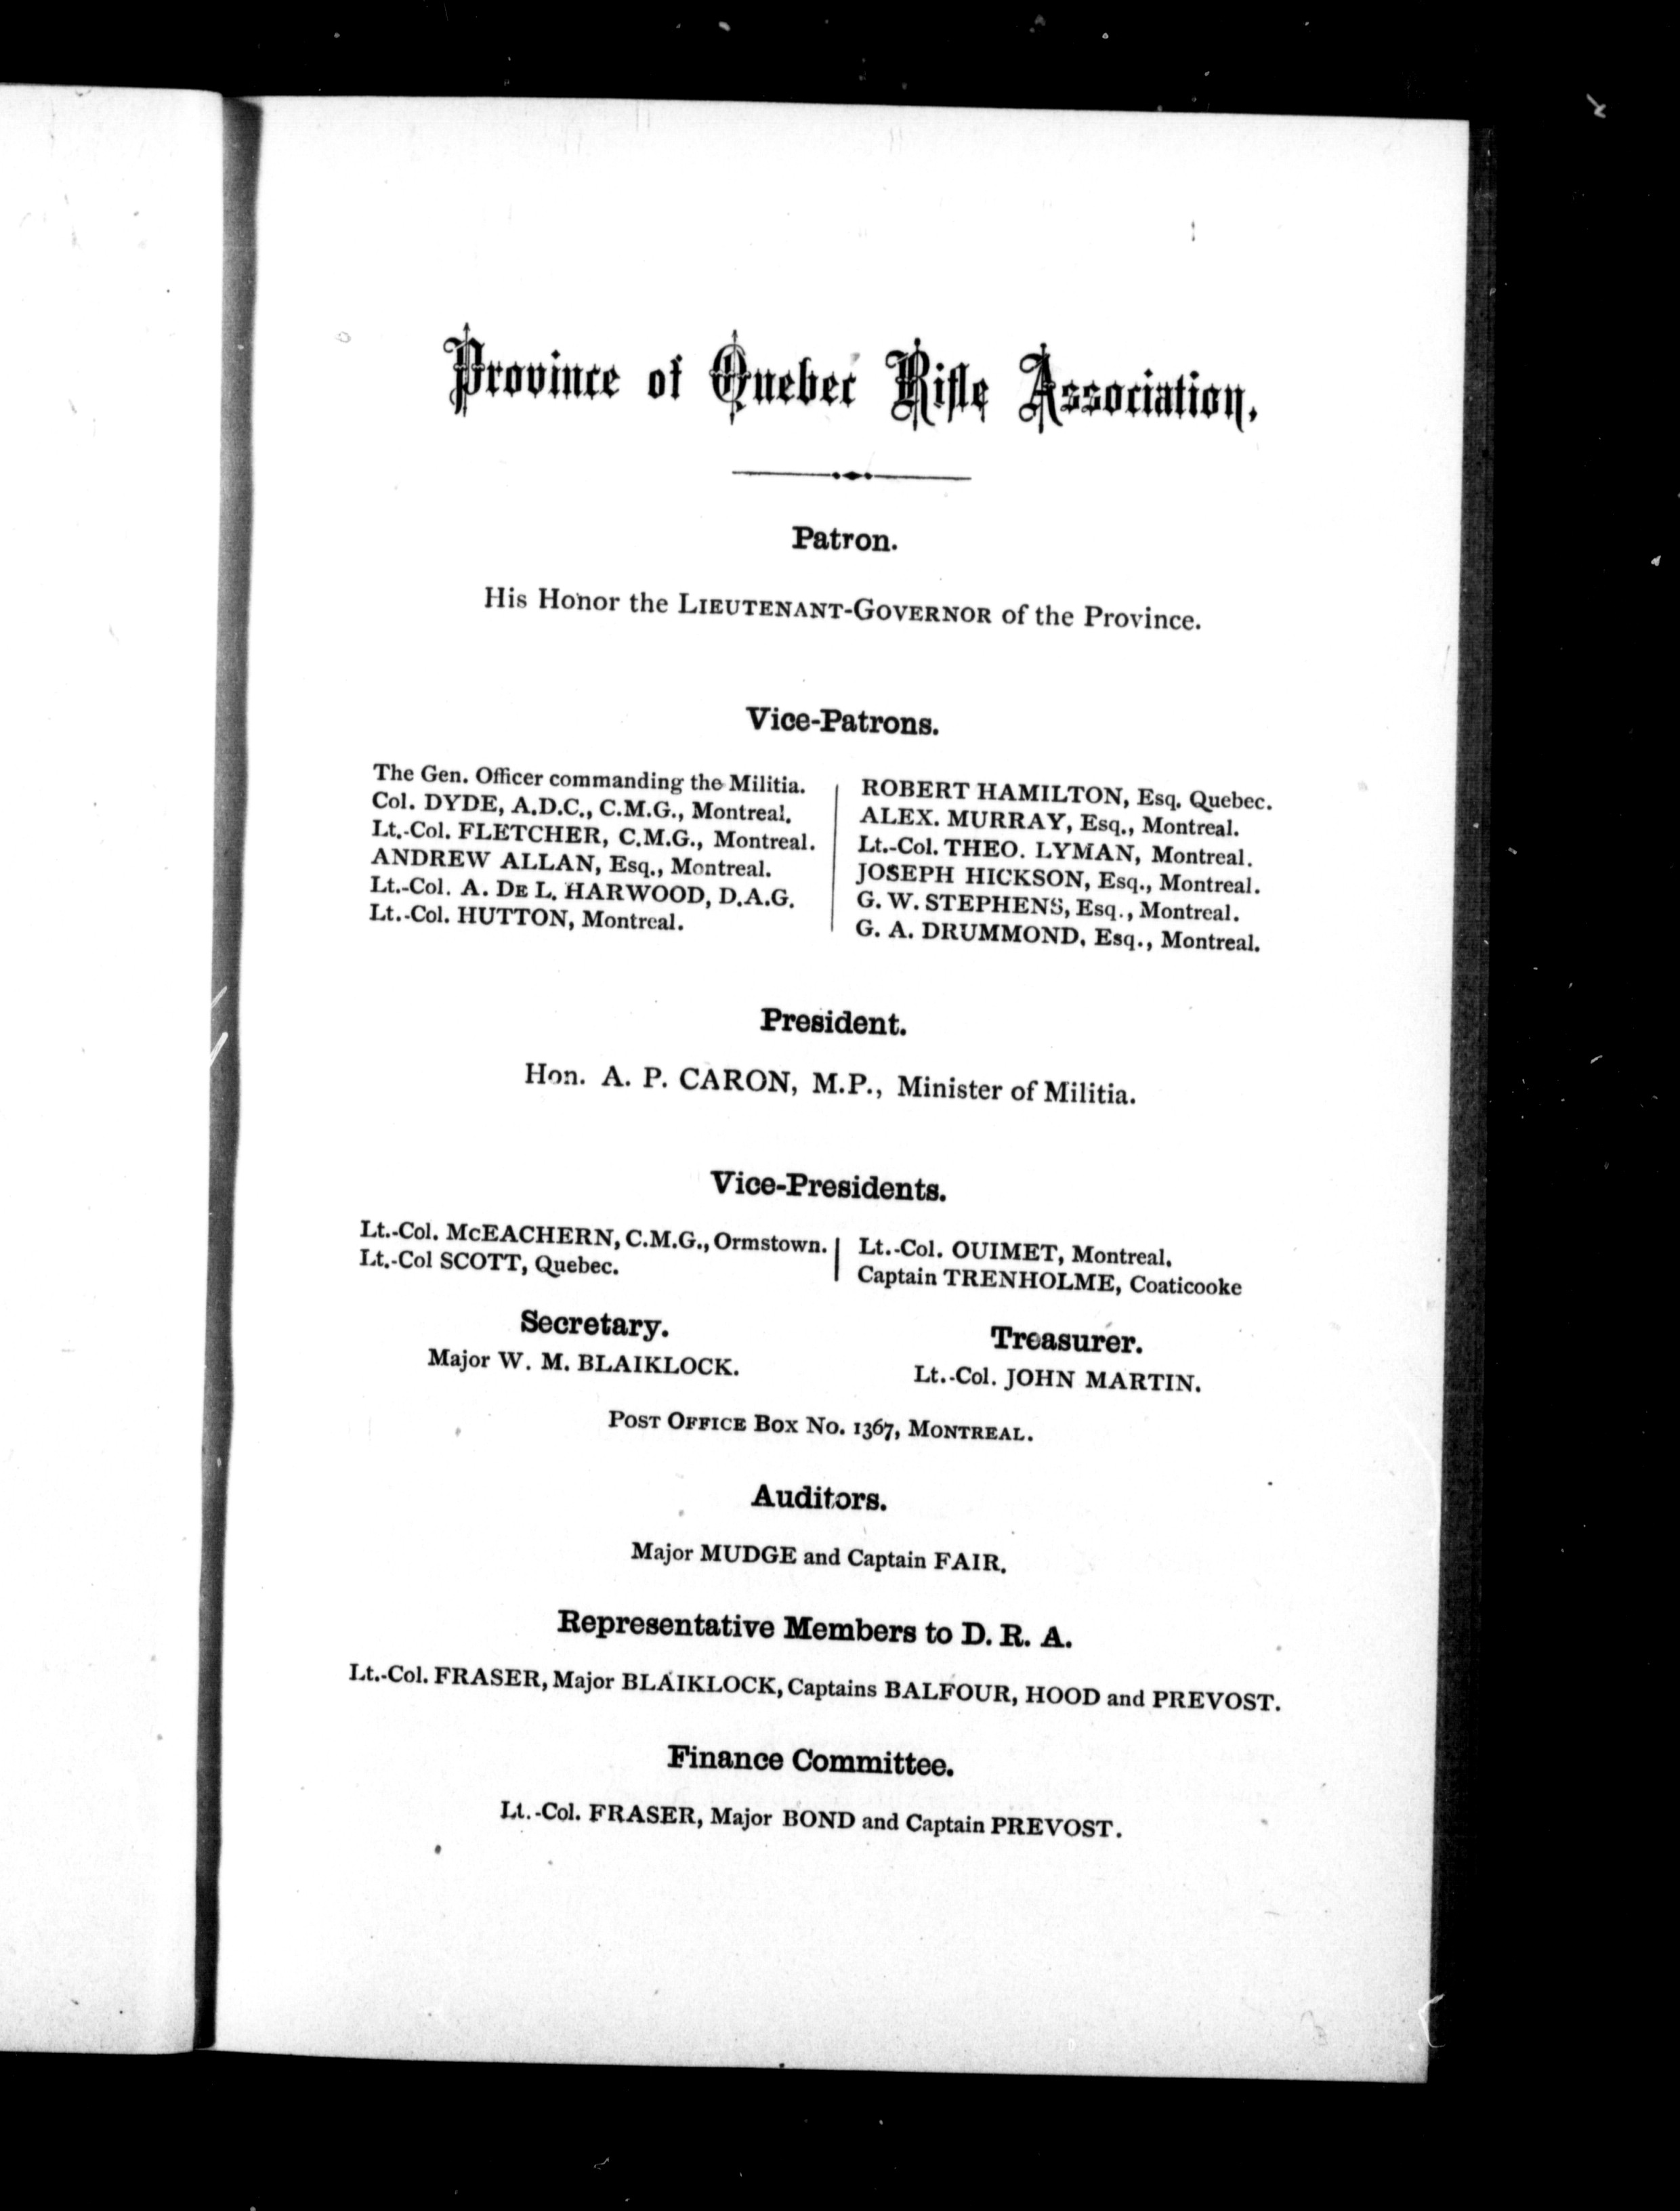 Province of Quebec Rifle Association.
Patron.
His Honor the LIEUTENANT-GOVERNOR of the Province.
Vice-Patrons.
The Gen. Officer commanding the Militia.
Col. DYDE, A.D.C., C.M.G., Montreal.
Lt.-Col. FLETCHER, C.M.G., Montreal.
ANDREW ALLAN, Esq., Montreal.
Lt.-Col. A. DE L. HARWOOD, D.A.G.
Lt.-Col. HUTTON, Montreal.
ROBERT HAMILTON, Esq. Quebec.
ALEX. MURRAY, Esq., Montreal.
Lt.-Col. THEO. LYMAN, Montreal.
JOSEPH HICKSON, Esq., Montreal.
G. W. STEPHENS, Esq., Montreal.
G. A. DRUMMOND, Esq., Montreal.
President.
Hon. A. P. CARON, M.P., Minister of Militia.
Vice-Presidents.
Lt.-Col. McEACHERN, C.M.G., Ormstown.
Lt.-Col SCOTT, Quebec.
Lt.-Col. OUIMET, Montreal.
Captain TRENHOLME, Coaticooke
Secretary.
Major W. M. BLAIKLOCK.
Treasurer.
Lt.-Col. JOHN MARTIN.
POST OFFICE BOX NO. 1367, MONTREAL.
Auditors.
Major MUDGE and Captain FAIR.
Representative Members to D. R. A.
Lt.-Col. FRASER, Major BLAIKLOCK, Captains BALFOUR, HOOD and PREVOST.
Finance Committee.
Lt.-Col. FRASER, Major BOND and Captain PREVOST.